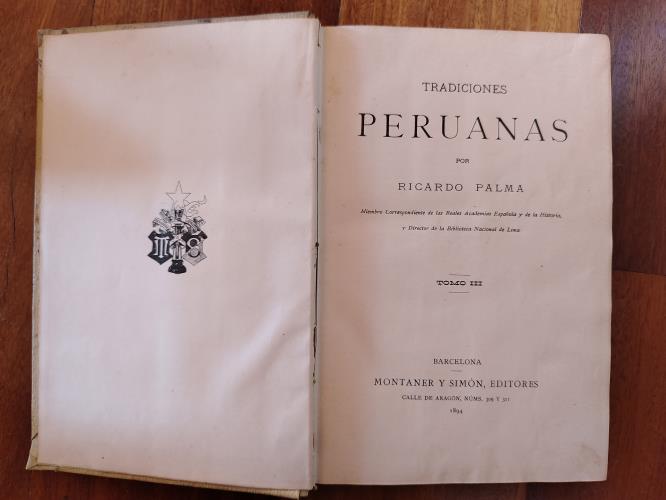 TRADICIONES
PERUANAS
POR
RICARDO PALMA
Miembro Correspondiente de las Reales Academias Española y de la Historia,
y Director de la Biblioteca Nacional de Lima
TOMO III
BARCELONA
MONTANER Y SIMÓN, EDITORES
CALLE DE ARAGÓN, NÚMS. 309 Y 311
1894